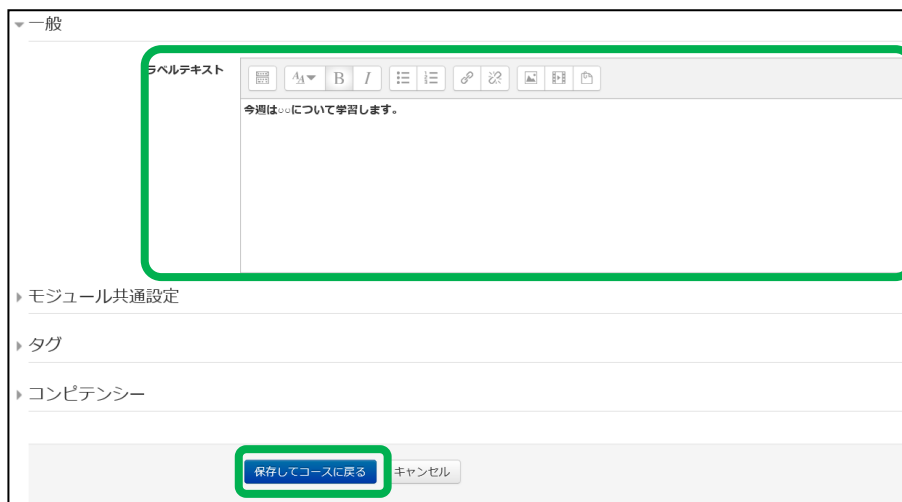 一般
ラベルテキスト
B I
今週は○○について学習します。
モジュール共通設定
タグ
コンピテンシー
保存してコースに戻る キャンセル